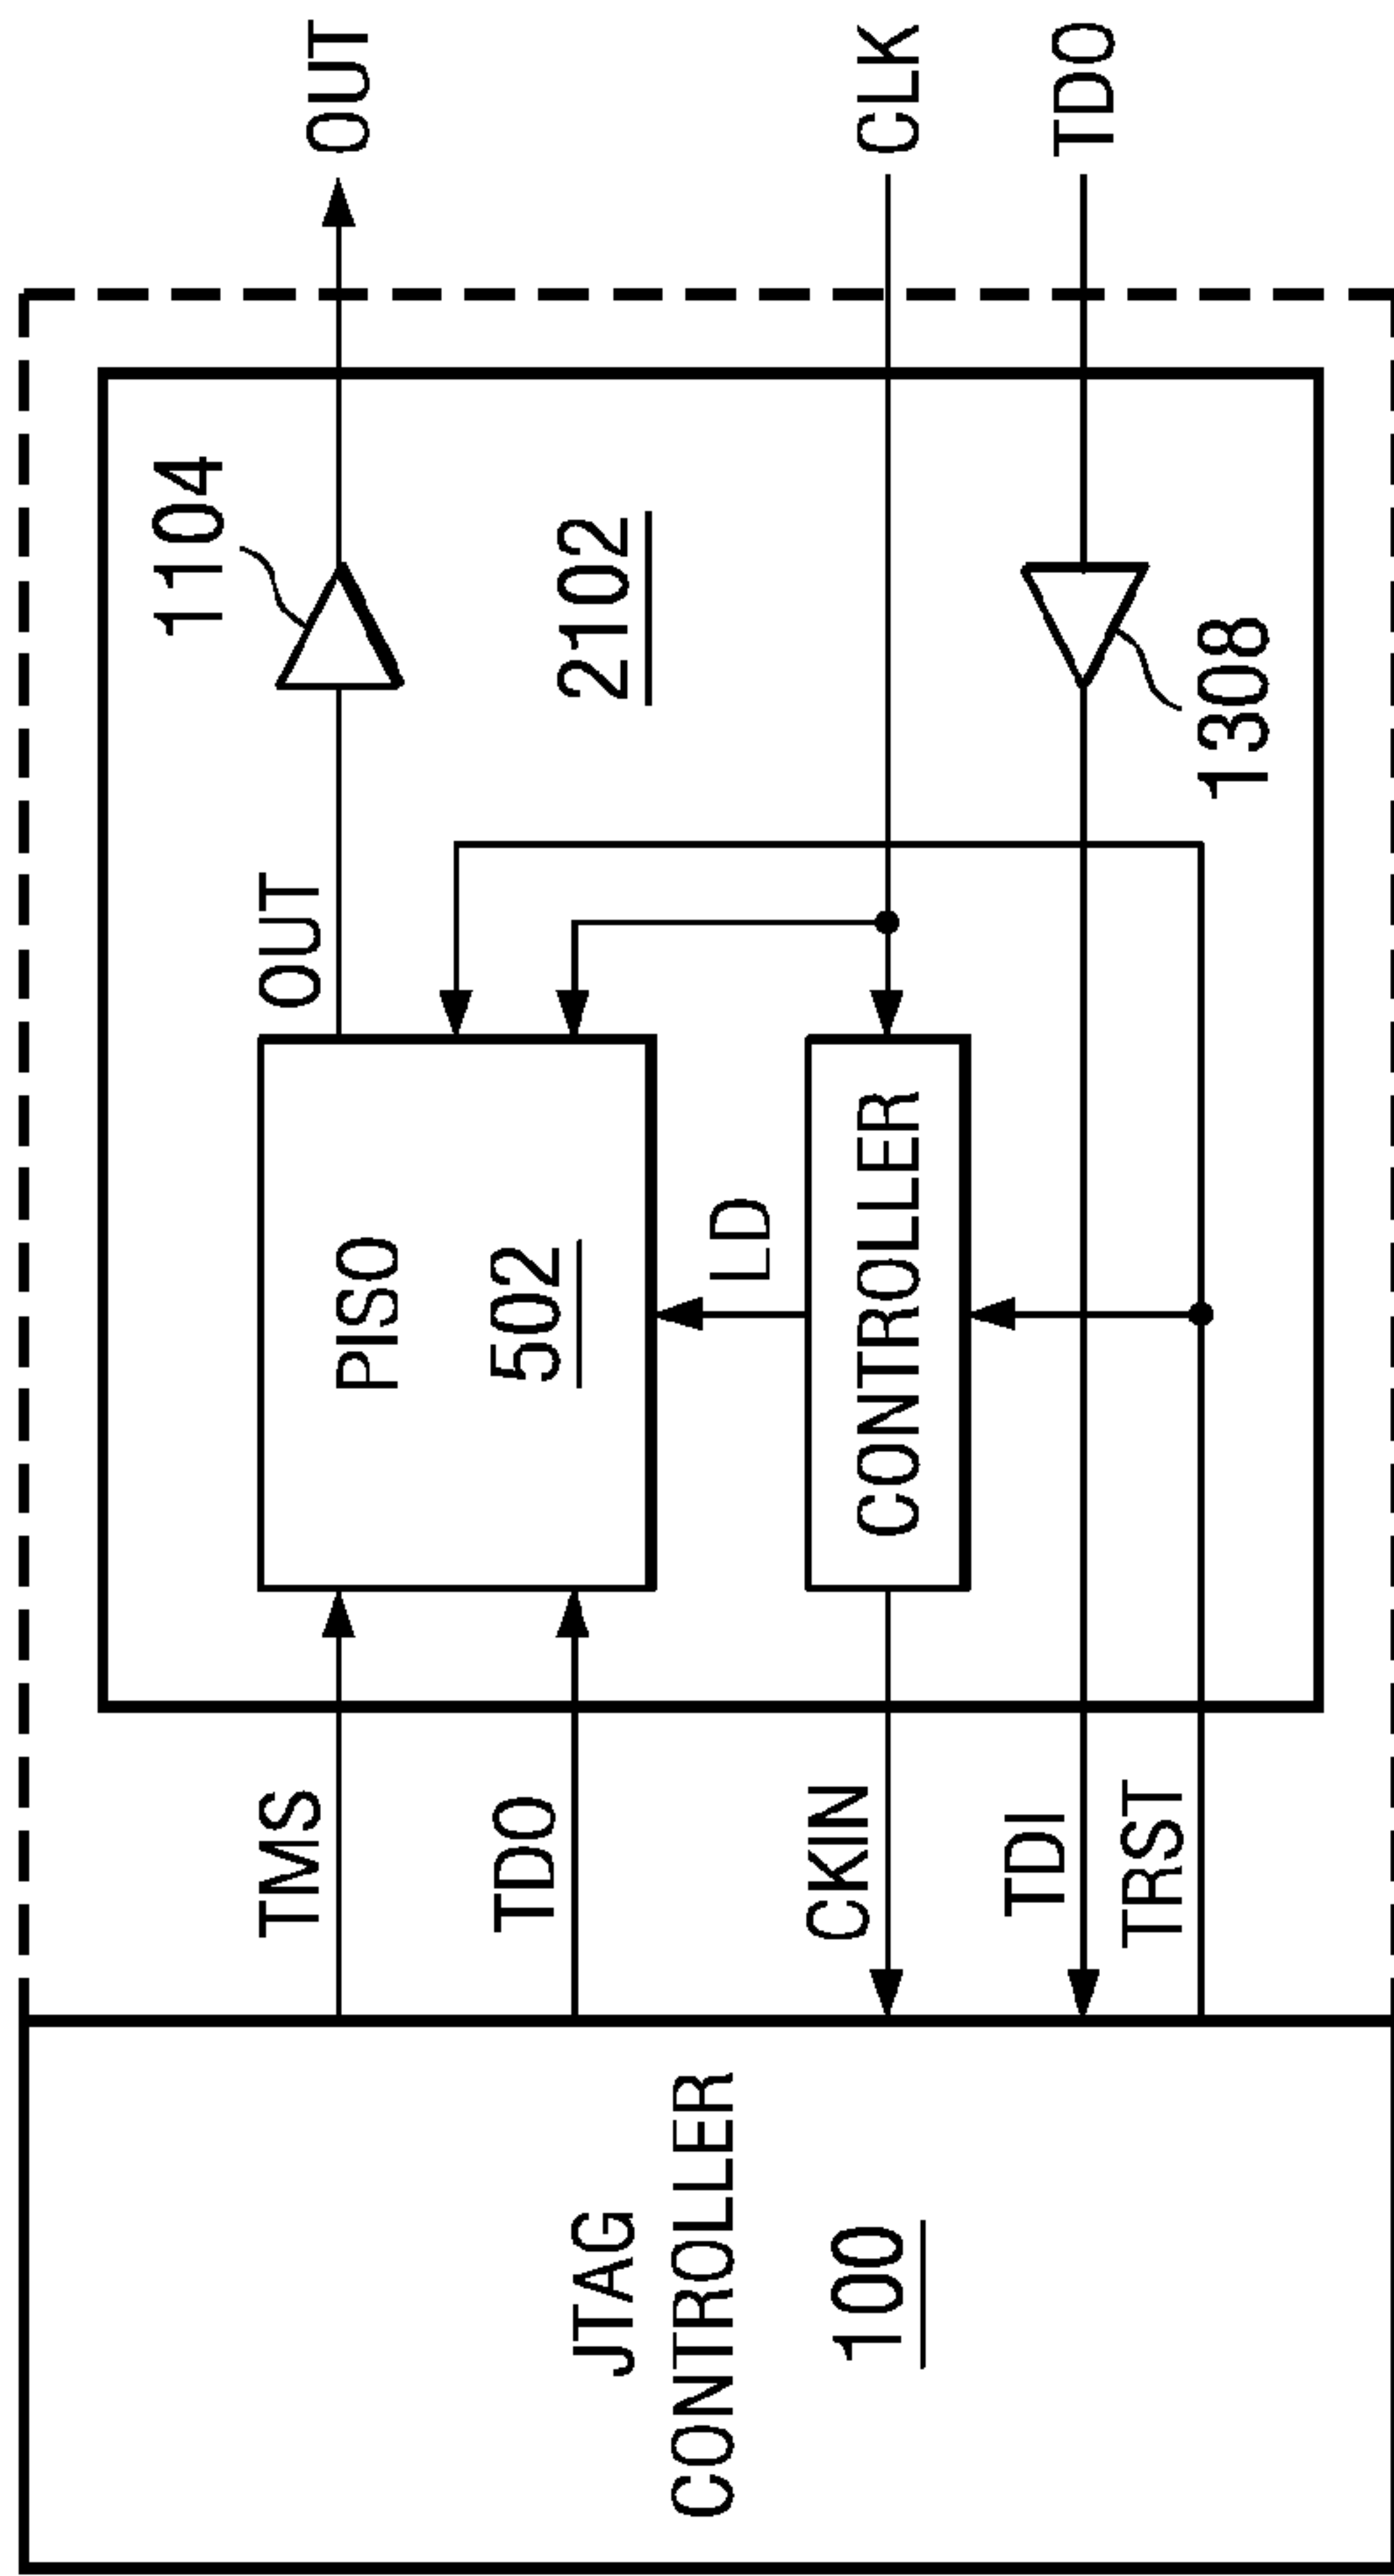 JTAG
CONTROLLER
100
TMS
TDO
CKIN
TDI
TRST
PISO
502
LD
CONTROLLER
OUT
1104
2102
1308
OUT
CLK
TDO